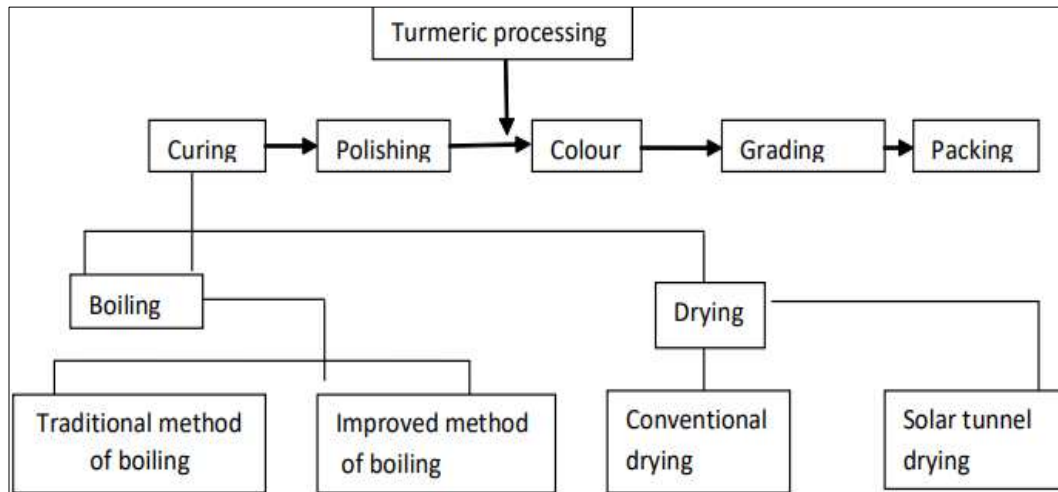 Turmeric processing
Curing
Polishing
Colour
Grading
Packing
Boiling
Drying
Traditional method
of boiling
Improved method
of boiling
Conventional
drying
Solar tunnel
drying